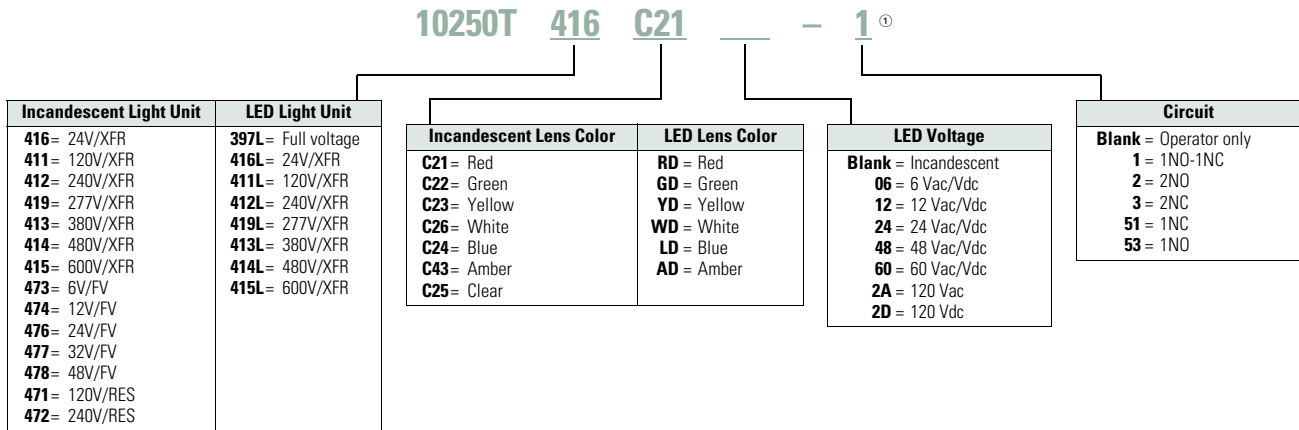 10250T 416 C21 ___ – 1 ①
Incandescent Light Unit
416= 24V/XFR
411= 120V/XFR
412= 240V/XFR
419= 277V/XFR
413= 380V/XFR
414= 480V/XFR
415= 600V/XFR
473= 6V/FV
474= 12V/FV
476= 24V/FV
477= 32V/FV
478= 48V/FV
471= 120V/RES
472= 240V/RES
LED Light Unit
397L= Full voltage
416L= 24V/XFR
411L= 120V/XFR
412L= 240V/XFR
419L= 277V/XFR
413L= 380V/XFR
414L= 480V/XFR
415L= 600V/XFR
Incandescent Lens Color
C21= Red
C22= Green
C23= Yellow
C26= White
C24= Blue
C43= Amber
C25= Clear
LED Lens Color
RD = Red
GD = Green
YD = Yellow
WD = White
LD = Blue
AD = Amber
LED Voltage
Blank = Incandescent
06 = 6 Vac/Vdc
12 = 12 Vac/Vdc
24 = 24 Vac/Vdc
48 = 48 Vac/Vdc
60 = 60 Vac/Vdc
2A = 120 Vac
2D = 120 Vdc
Circuit
Blank = Operator only
1 = 1NO-1NC
2 = 2NO
3 = 2NC
51 = 1NC
53 = 1NO